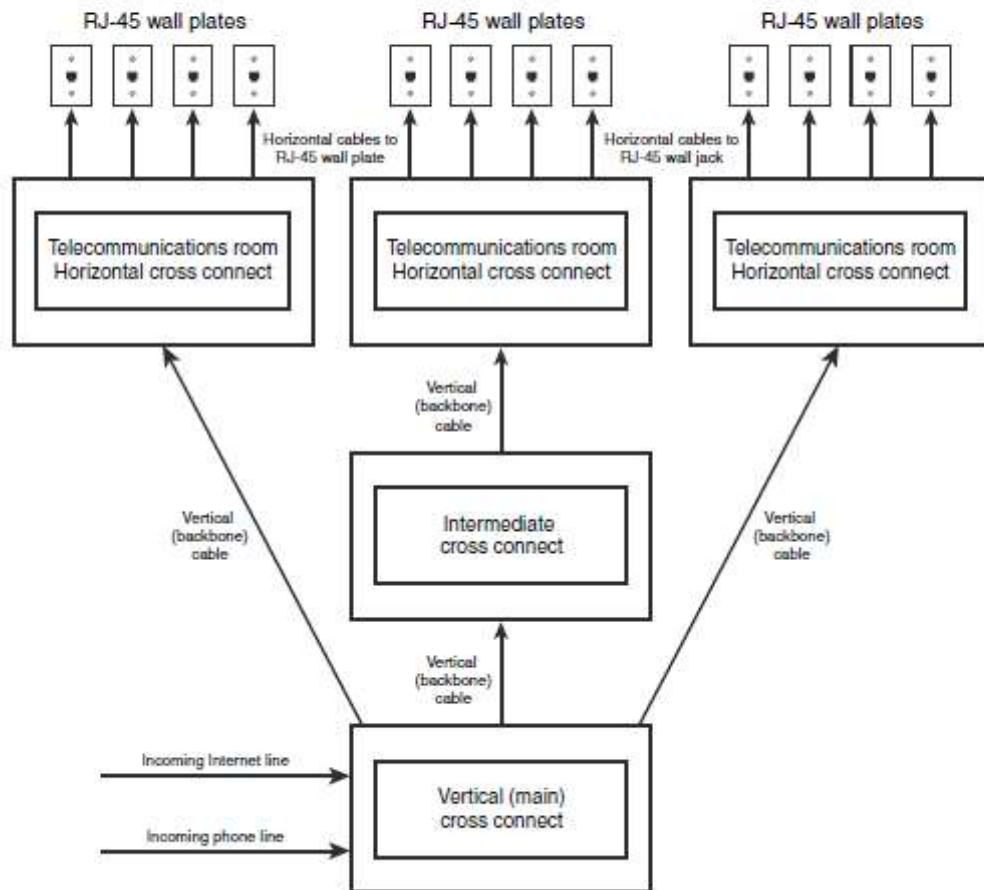 RJ-45 wall plates
RJ-45 wall plates
RJ-45 wall plates
Horizontal cables to
RJ-45 wall plate
Horizontal cables to
RJ-45 wall jack
Telecommunications room
Horizontal cross connect
Telecommunications room
Horizontal cross connect
Telecommunications room
Horizontal cross connect
Vertical
(backbone)
cable
Intermediate
cross connect
Vertical
(backbone)
cable
Vertical
(backbone)
cable
Vertical
(backbone)
cable
Incoming Internet line
Vertical (main)
cross connect
Incoming phone line